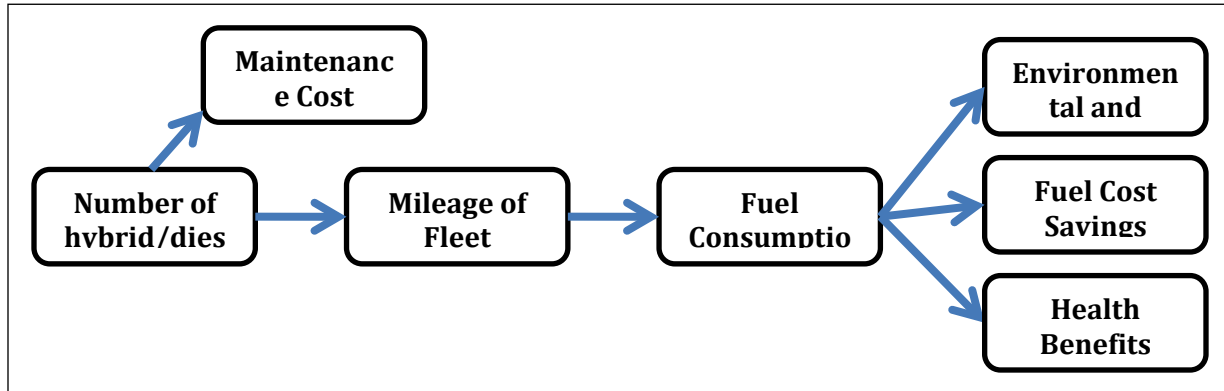 Maintenanc
e Cost
Environmen
tal and
Number of
hybrid/dies
Mileage of
Fleet
Fuel
Consumptio
Fuel Cost
Savings
Health
Benefits